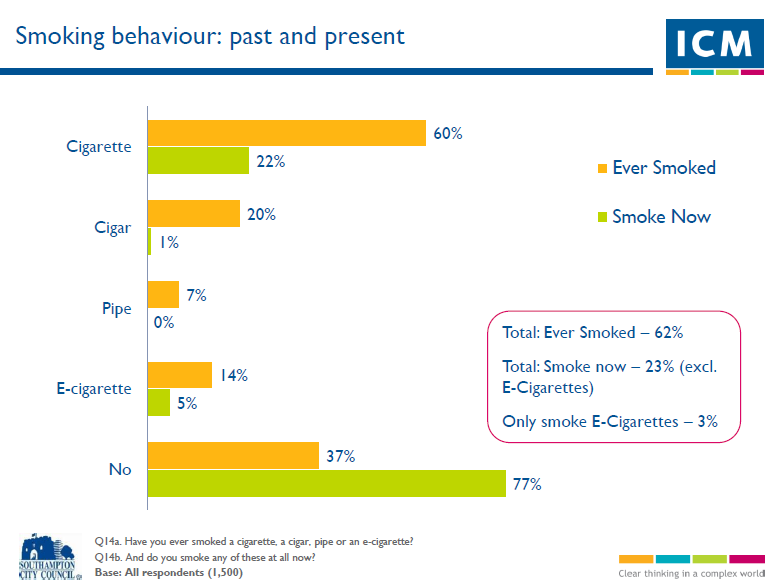 Smoking behaviour: past and present
ICM
Cigarette
60%
22%
Cigar
20%
1%
Pipe
7%
0%
E-cigarette
14%
5%
No
37%
77%
Ever Smoked
Smoke Now
Total: Ever Smoked – 62%
Total: Smoke now – 23% (excl.
E-Cigarettes)
Only smoke E-Cigarettes – 3%
SOUTHAMPTON
CITY COUNCIL
Q14a. Have you ever smoked a cigarette, a cigar, pipe or an e-cigarette?
Q14b. And do you smoke any of these at all now?
Base: All respondents (1,500)
Clear thinking in a complex world